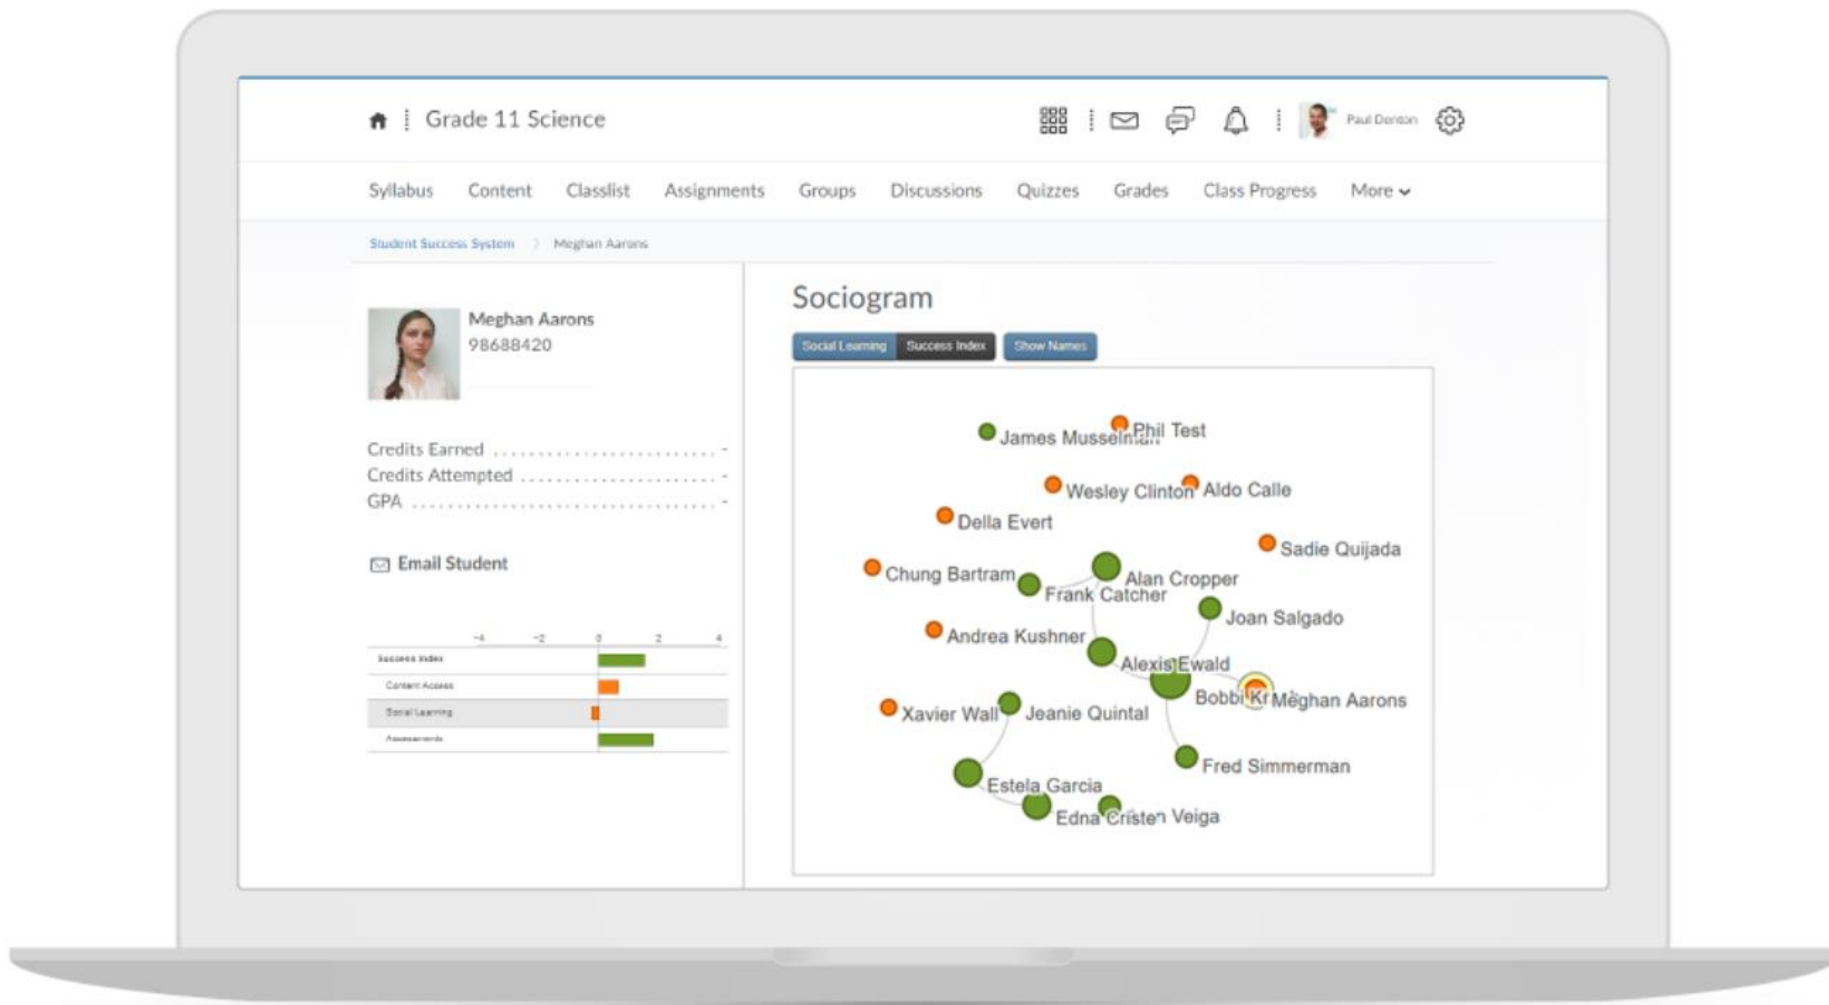 Grade 11 Science
Paul Denton
Syllabus Content Classlist Assignments Groups Discussions Quizzes Grades Class Progress More
Student Success System Meghan Aarons
Meghan Aarons
98688420
Credits Earned -
Credits Attempted -
GPA -
Email Student
-4 -2 0 2 4
Success Index
Content Access
Social Learning
Assessments
Sociogram
Social Learning Success Index Show Names
James Musselman
Phil Test
Wesley Clinton
Aldo Calle
Della Evert
Sadie Quijada
Chung Bartram
Alan Cropper
Frank Catcher
Joan Salgado
Andrea Kushner
Alexis Ewald
Bobbi
Meghan Aarons
Xavier Wall
Jeanie Quintal
Fred Simmerman
Estela Garcia
Edna
Cristen Veiga